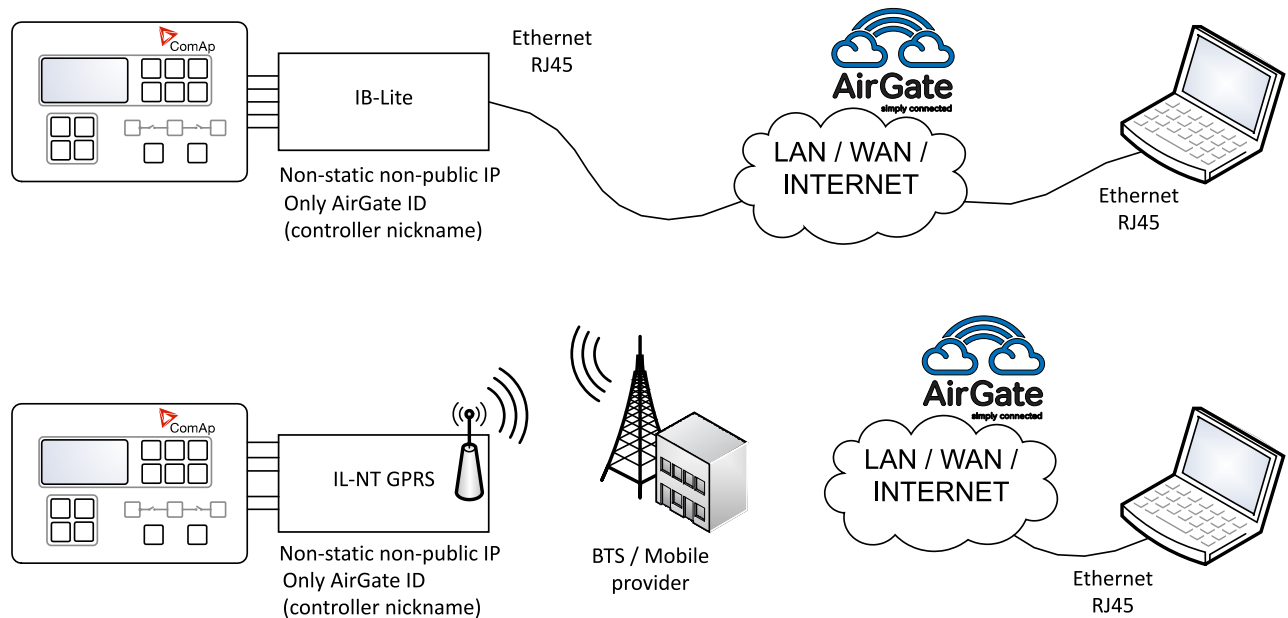 ComAp
IB-Lite
Non-static non-public IP
Only AirGate ID
(controller nickname)
Ethernet
RJ45
AirGate
simply connected
LAN / WAN /
INTERNET
Ethernet
RJ45
ComAp
IL-NT GPRS
Non-static non-public IP
Only AirGate ID
(controller nickname)
BTS / Mobile
provider
AirGate
simply connected
LAN / WAN /
INTERNET
Ethernet
RJ45